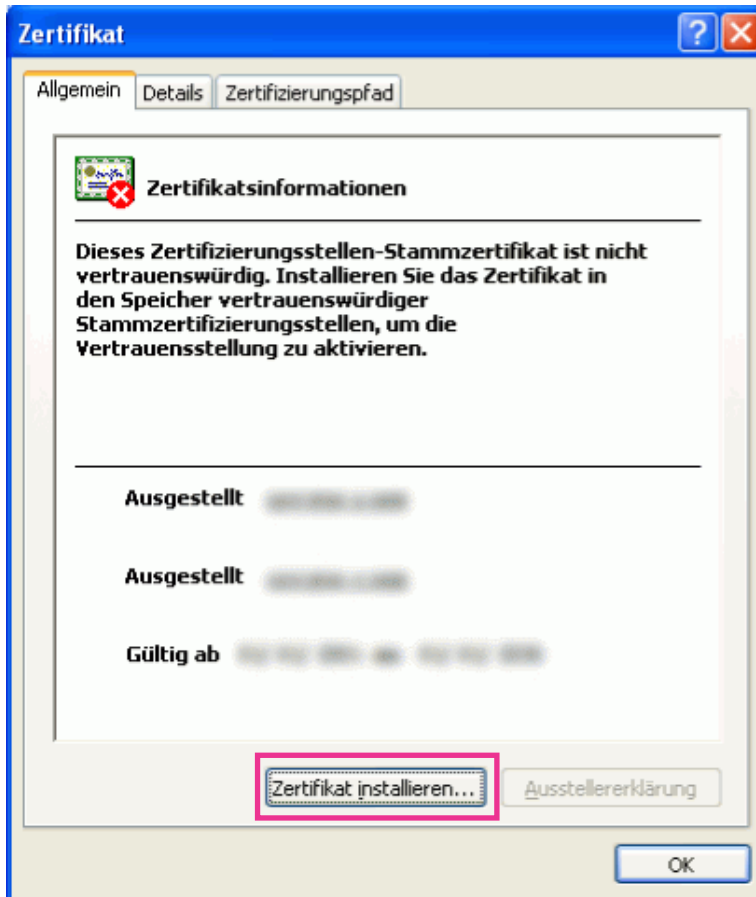 Zertifikat
Allgemein Details Zertifizierungspfad
Zertifikatsinformationen
Dieses Zertifizierungsstellen-Stammzertifikat ist nicht
vertrauenswürdig. Installieren Sie das Zertifikat in
den Speicher vertrauenswürdiger
Stammzertifizierungsstellen, um die
Vertrauensstellung zu aktivieren.
Ausgestellt
Ausgestellt
Gültig ab
Zertifikat installieren... Ausstellererklärung
OK